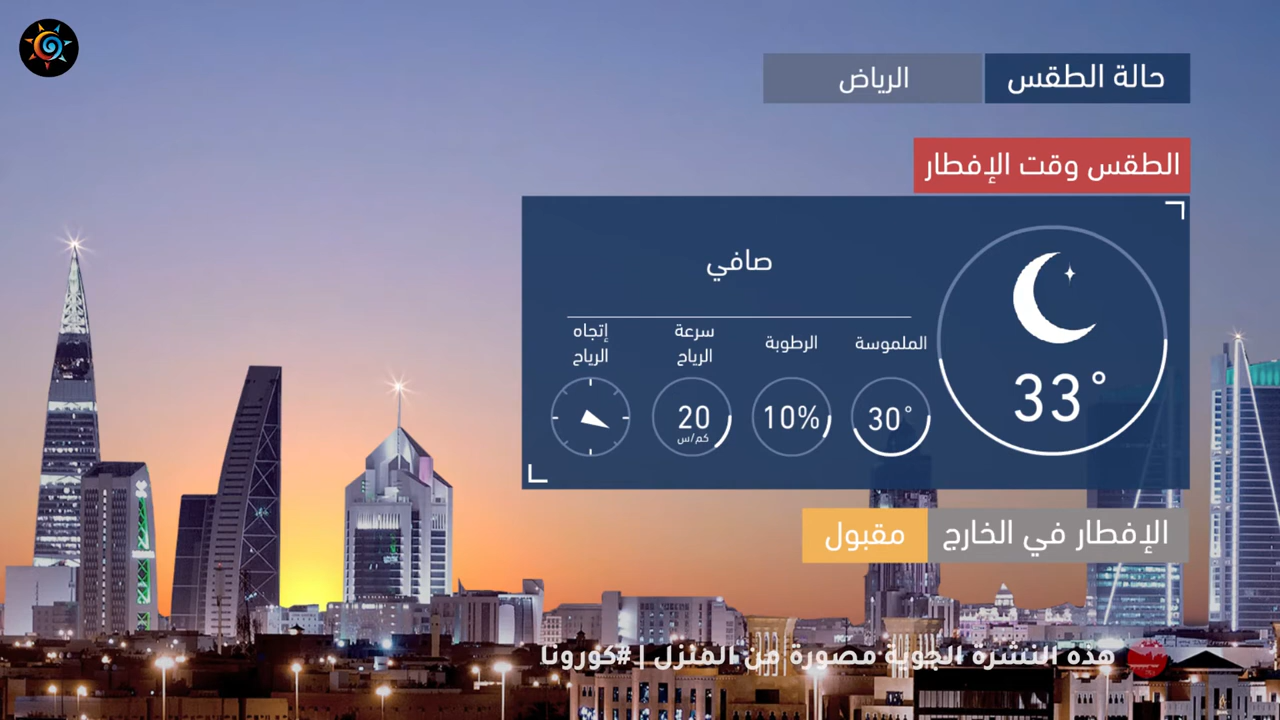 حالة الطقس
الرياض
الطقس وقت الإفطار
صافي
33°
الملموسة
30°
الرطوبة
10%
سرعة
الرياح
20
كم/س
إتجاه
الرياح
الإفطار في الخارج
مقبول
هذه النشرة الجوية مصورة من المنزل | #كورونا